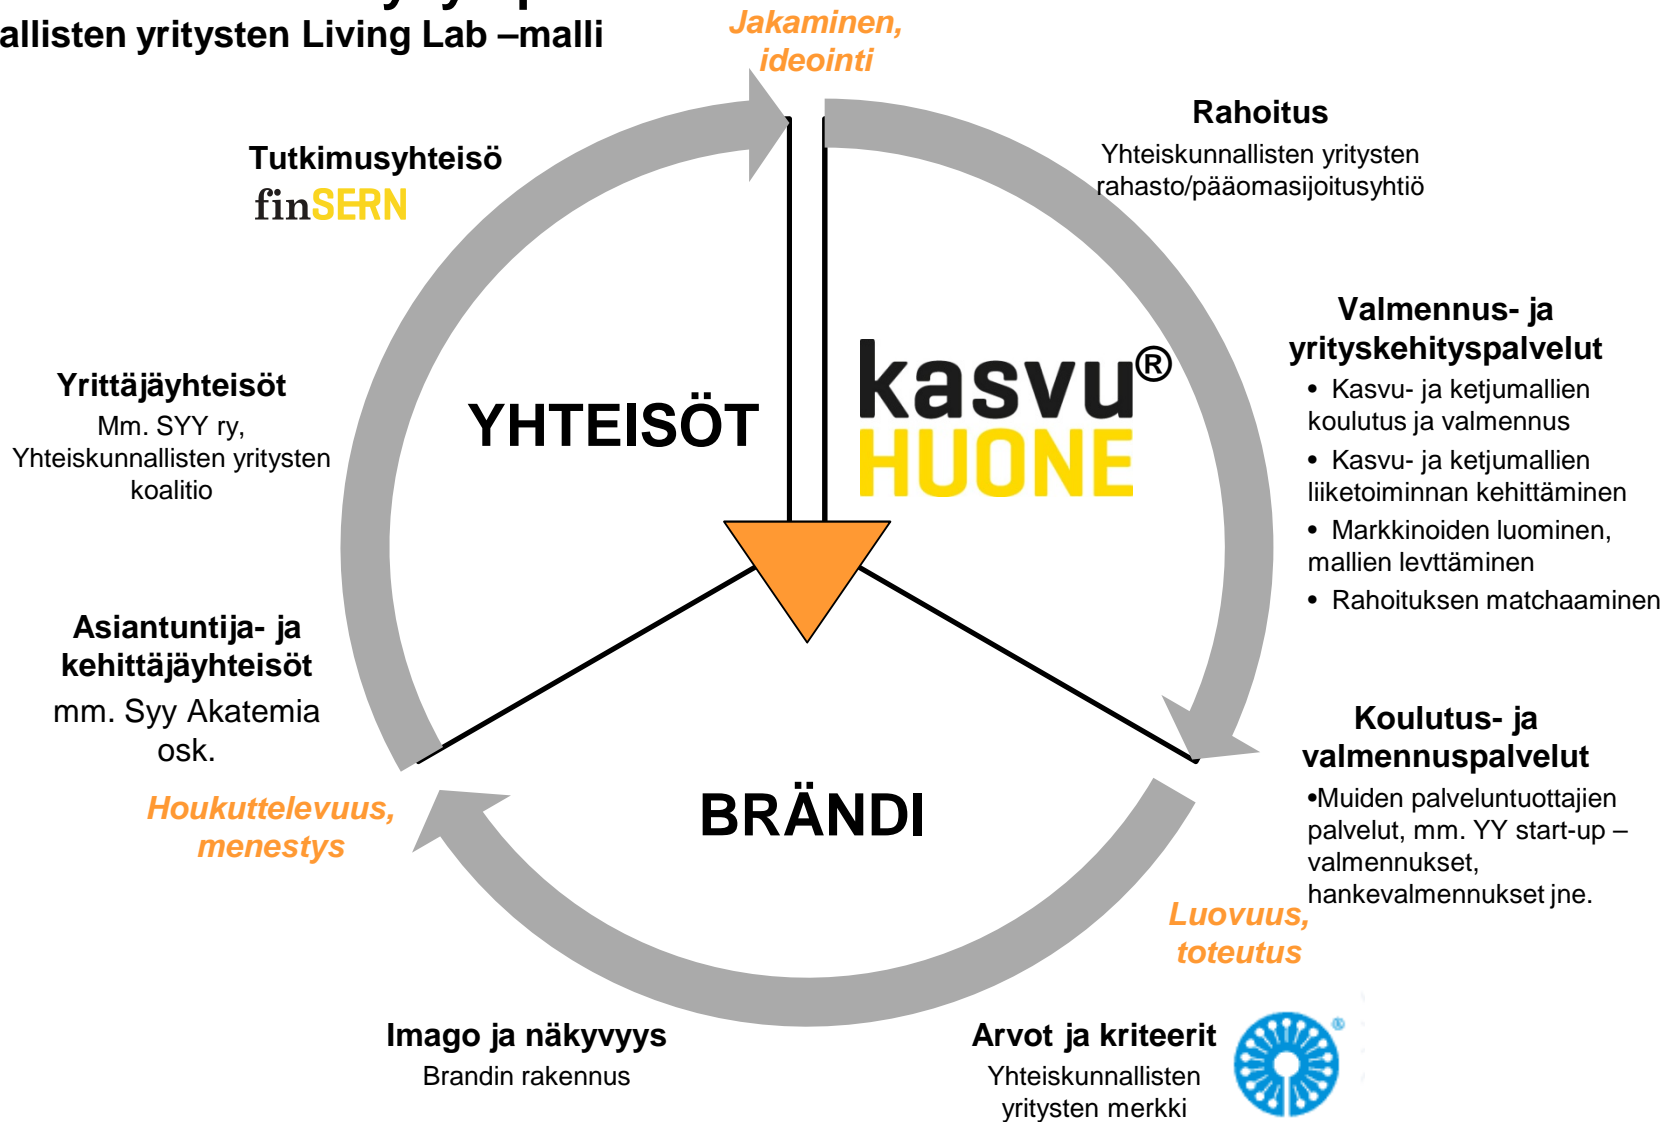 allisten yritysten Living Lab –malli
Jakaminen,
ideointi
Tutkimusyhteisö
finSERN
Rahoitus
Yhteiskunnallisten yritysten
rahasto/pääomasijoitusyhtiö
Yrittäjäyhteisöt
Mm. SYY ry,
Yhteiskunnallisten yritysten
koalitio
YHTEISÖT
kasvu®
HUONE
Valmennus- ja
yrityskehityspalvelut
• Kasvu- ja ketjumallien
koulutus ja valmennus
• Kasvu- ja ketjumallien
liiketoiminnan kehittäminen
• Markkinoiden luominen,
mallien levttäminen
• Rahoituksen matchaaminen
Asiantuntija- ja
kehittäjäyhteisöt
mm. Syy Akatemia
osk.
Houkuttelevuus,
menestys
BRÄNDI
Koulutus- ja
valmennuspalvelut
•Muiden palveluntuottajien
palvelut, mm. YY start-up –
valmennukset,
hankevalmennukset jne.
Luovuus,
toteutus
Imago ja näkyvyys
Brandin rakennus
Arvot ja kriteerit
Yhteiskunnallisten
yritysten merkki
®